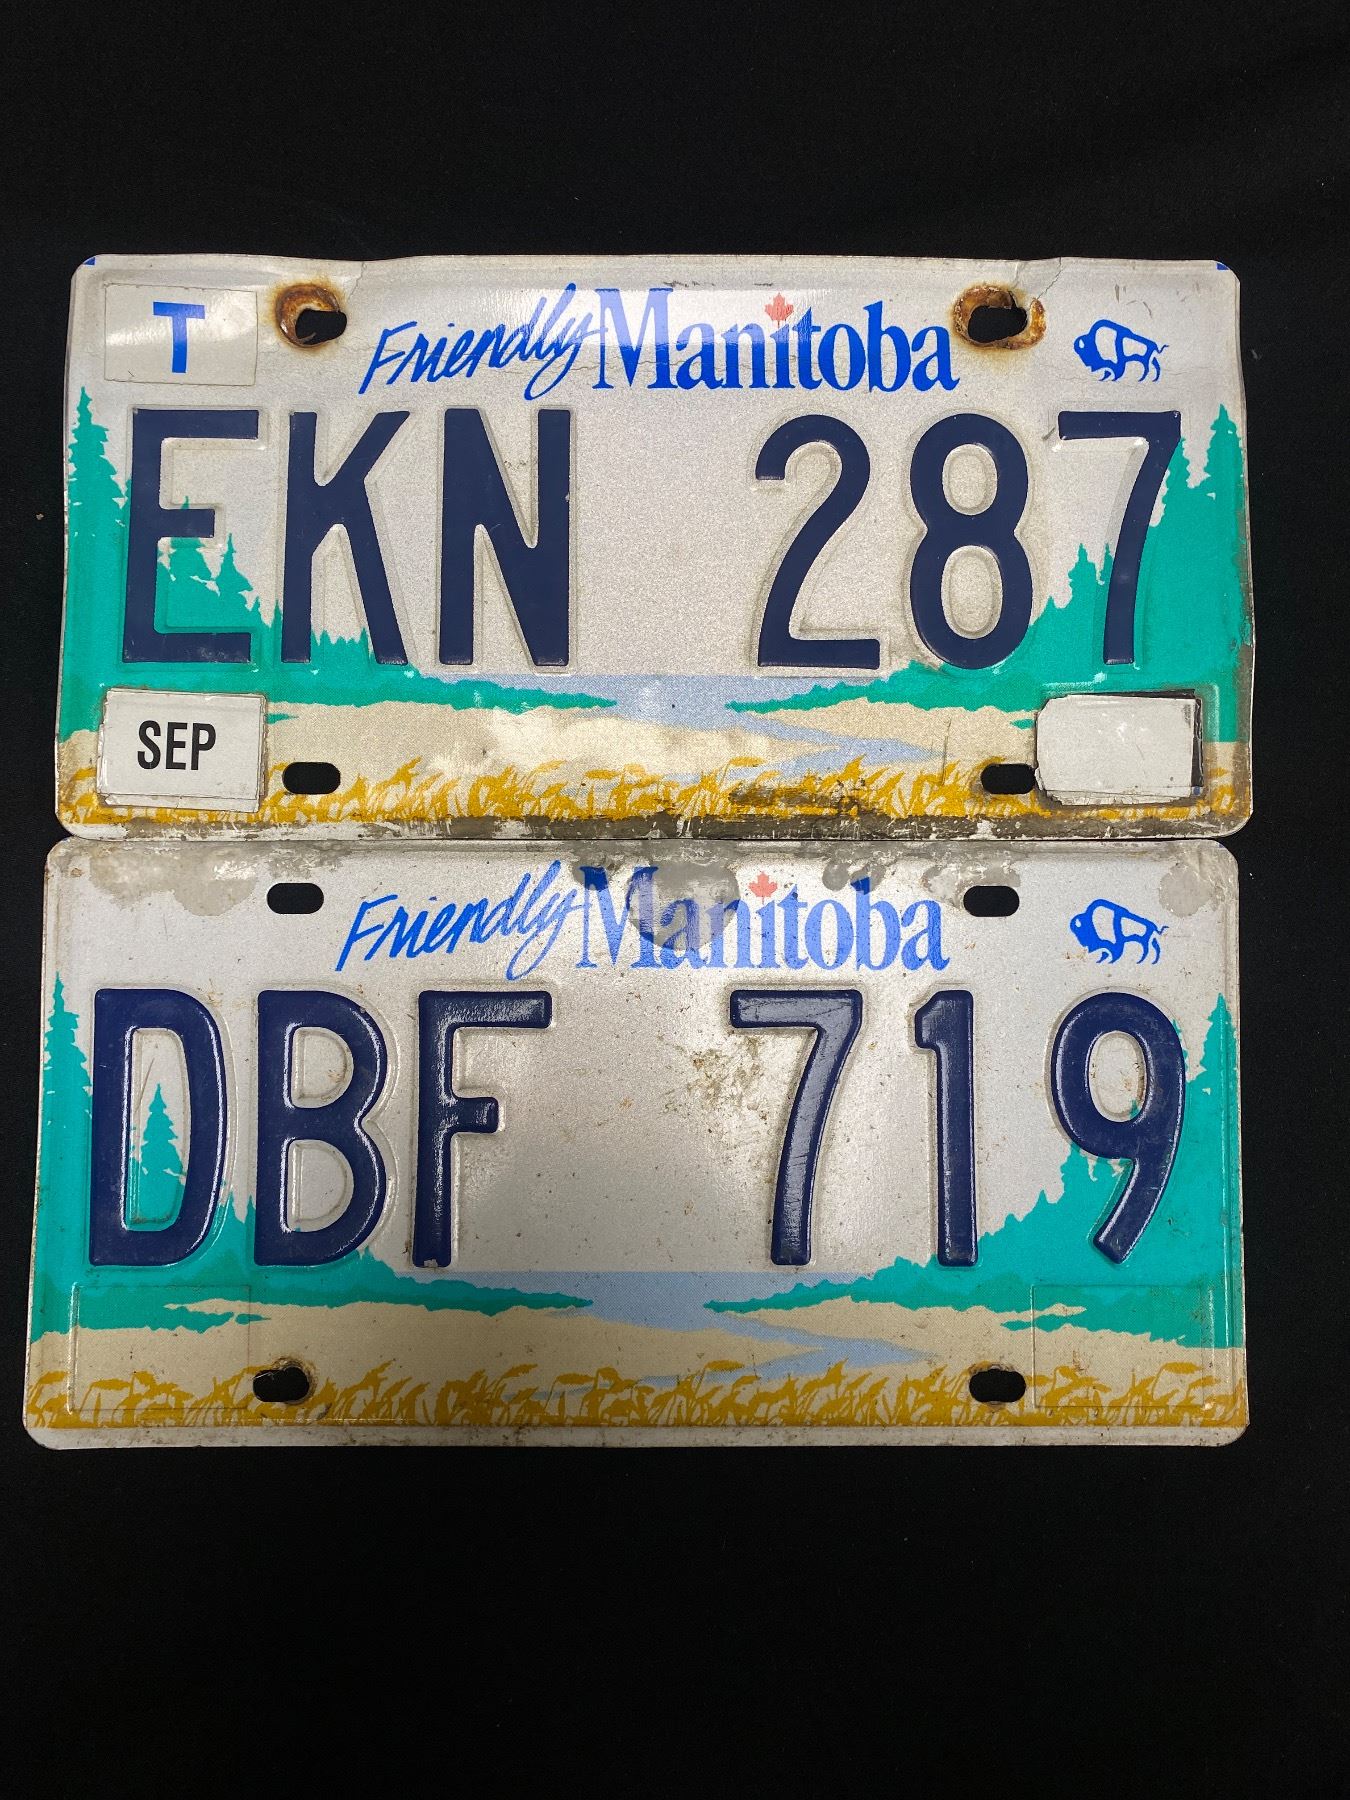 T
Friendly Manitoba
EKN 287
SEP
Friendly Manitoba
DBF 719